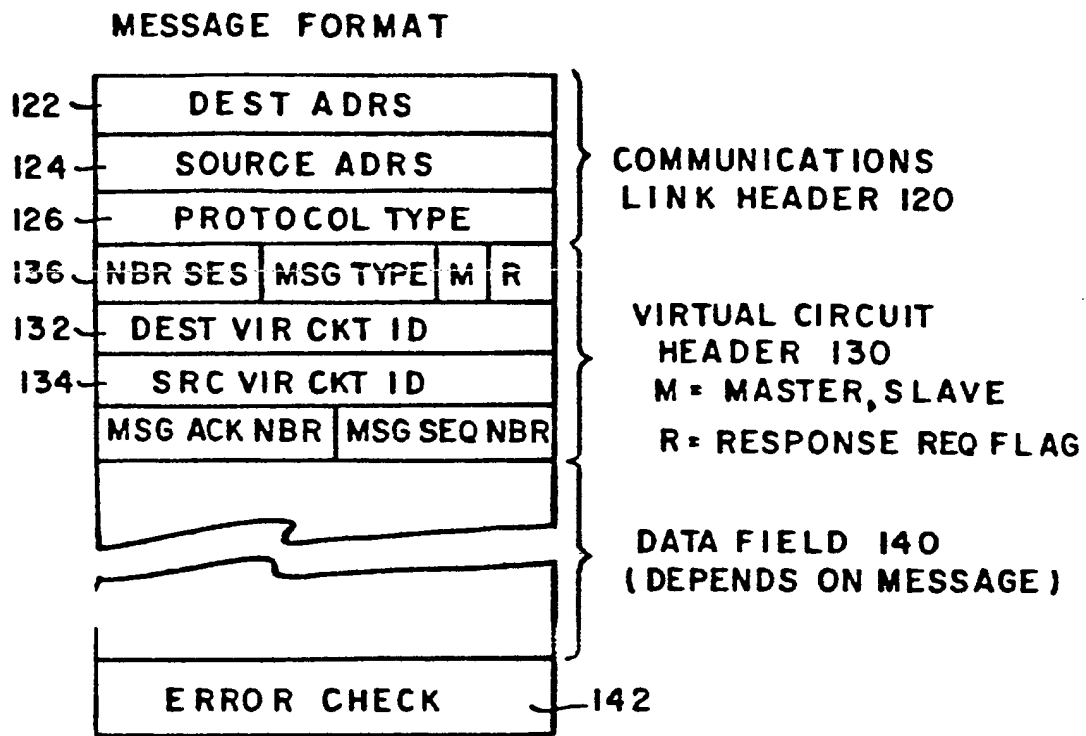 MESSAGE FORMAT
122 DEST ADRS
124 SOURCE ADRS
126 PROTOCOL TYPE
COMMUNICATIONS
LINK HEADER 120
136 NBR SES MSG TYPE M R
132 DEST VIR CKT ID
134 SRC VIR CKT ID
MSG ACK NBR MSG SEQ NBR
VIRTUAL CIRCUIT
HEADER 130
M = MASTER, SLAVE
R = RESPONSE REQ FLAG
DATA FIELD 140
(DEPENDS ON MESSAGE)
ERROR CHECK 142